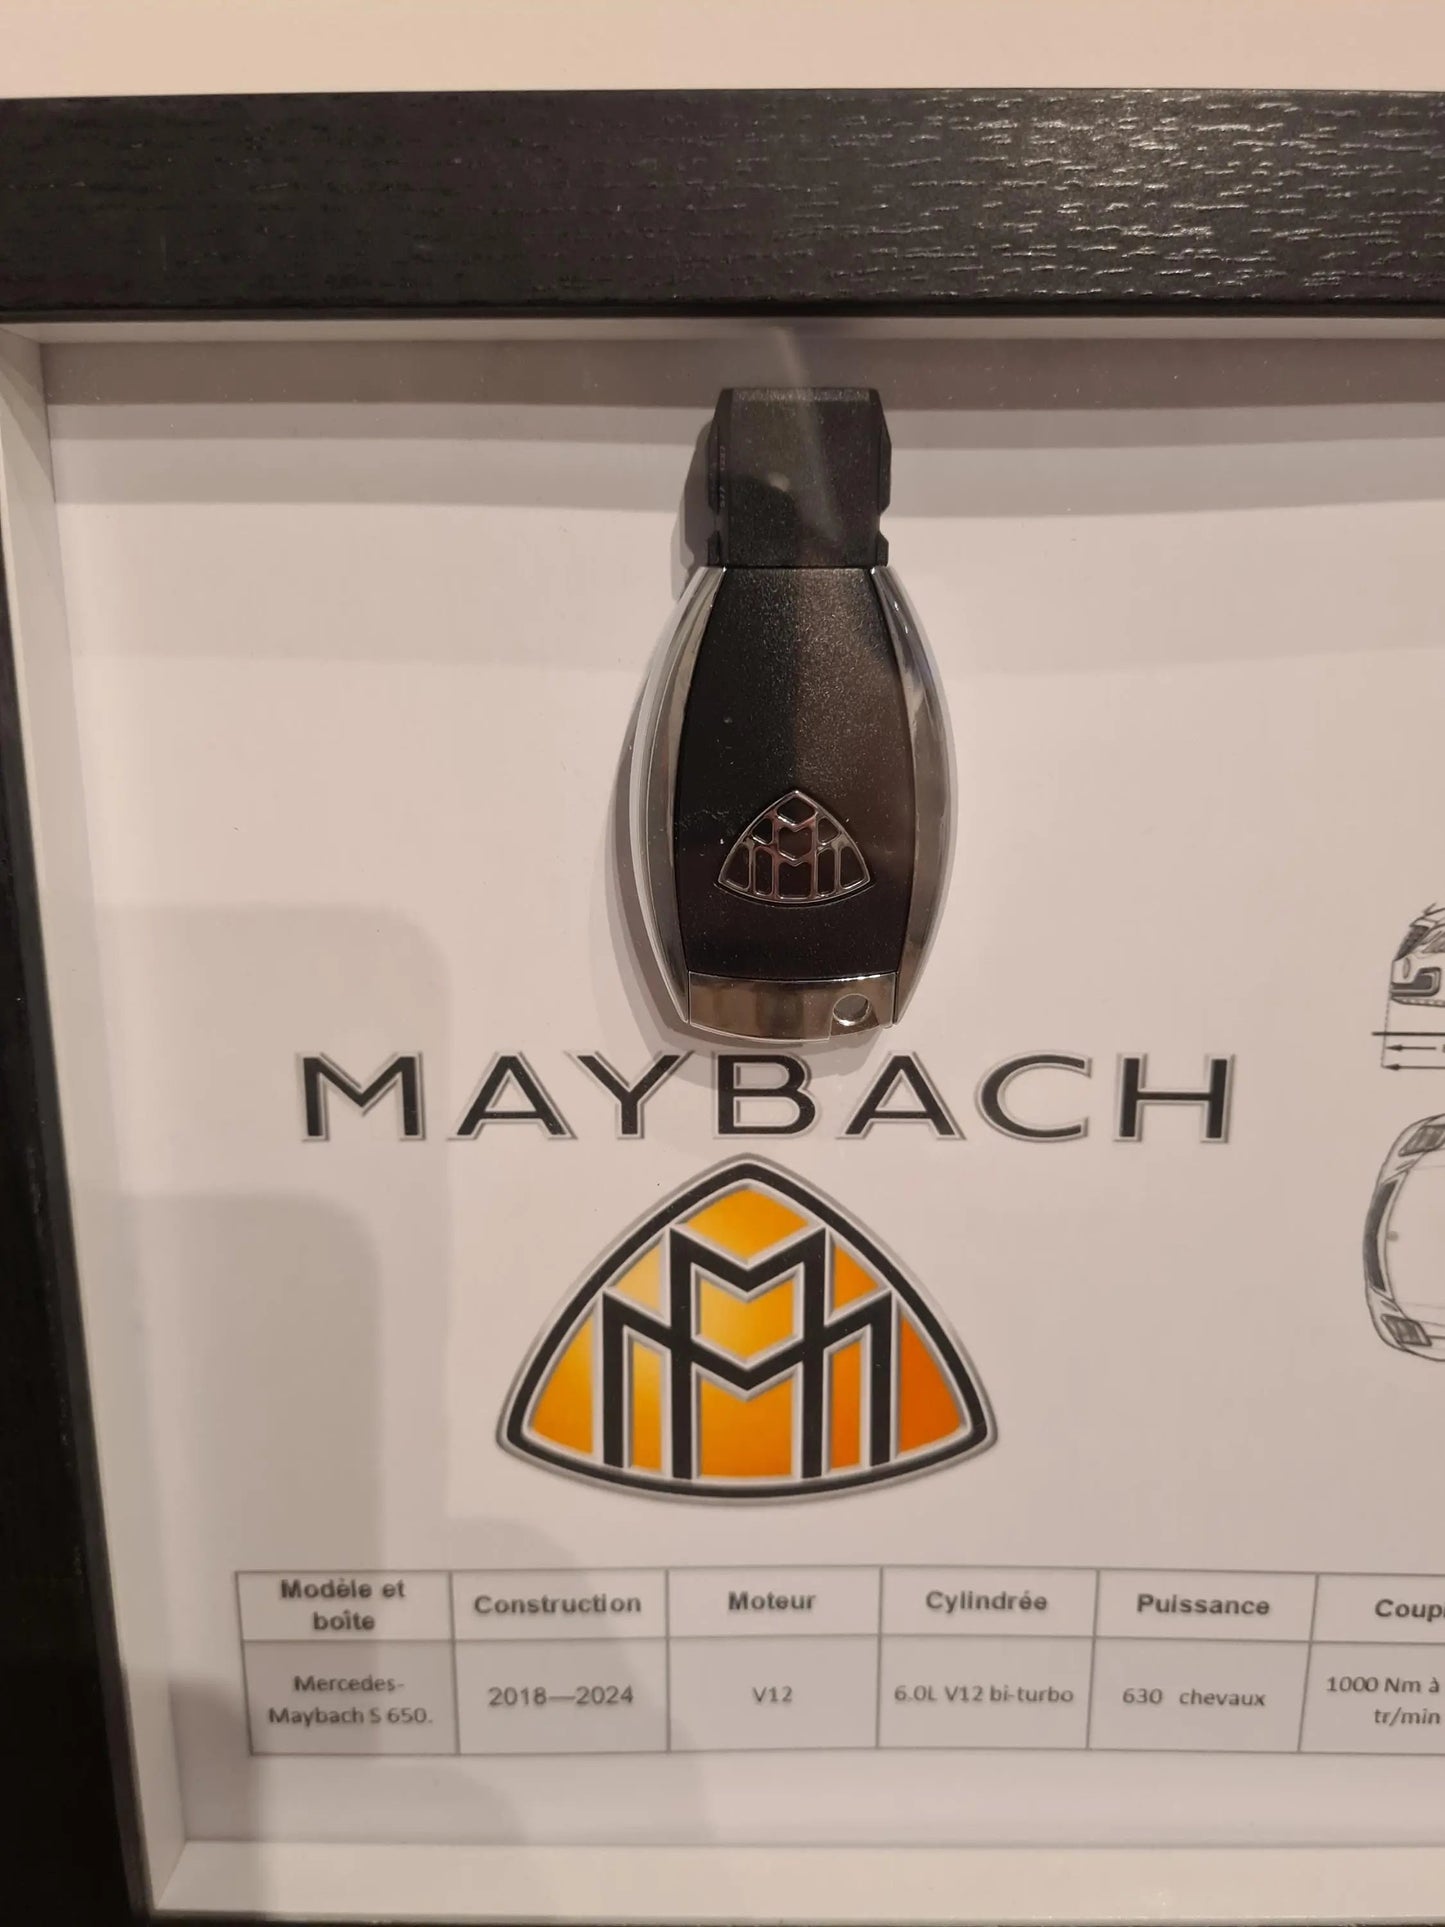 MAYBACH
Modèle et
boîte
Construction
Moteur
Cylindrée
Puissance
Mercedes-
Maybach S 650.
2018—2024
V12
6.0L V12 bi-turbo
630 chevaux
1000 Nm à
tr/min